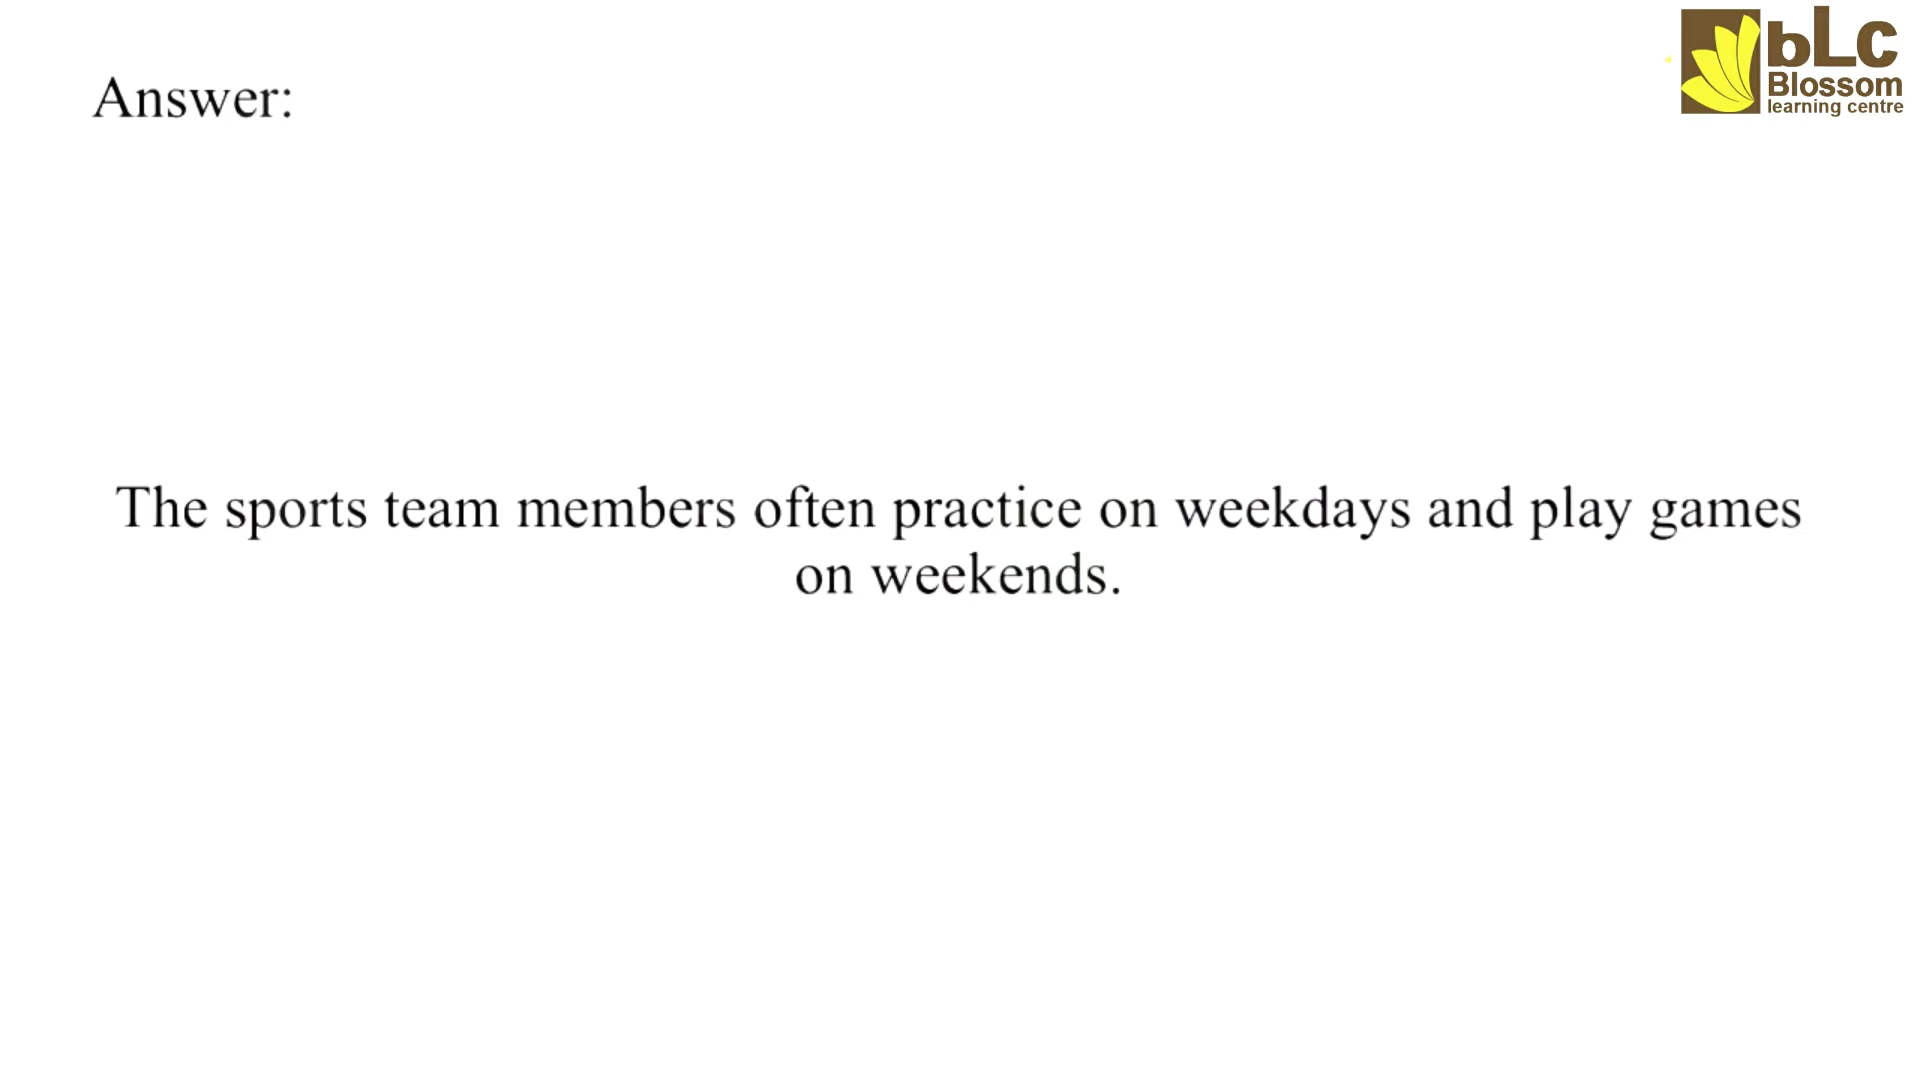 bLc
Blossom
learning centre
Answer:
The sports team members often practice on weekdays and play games
on weekends.